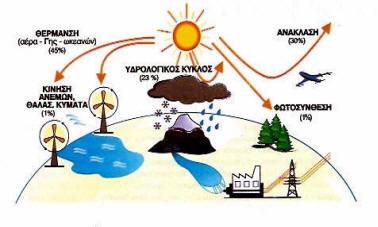 ΘΕΡΜΑΝΣΗ
(αέρα - Γης - ωκεανών)
(45%)
ΑΝΑΚΛΑΣΗ
(30%)
ΥΔΡΟΛΟΓΙΚΟΣ ΚΥΚΛΟΣ
(23 %)
ΚΙΝΗΣΗ
ΑΝΕΜΩΝ,
ΘΑΛΑΣ. ΚΥΜΑΤΑ
(1%)
ΦΩΤΟΣΥΝΘΕΣΗ
(1%)